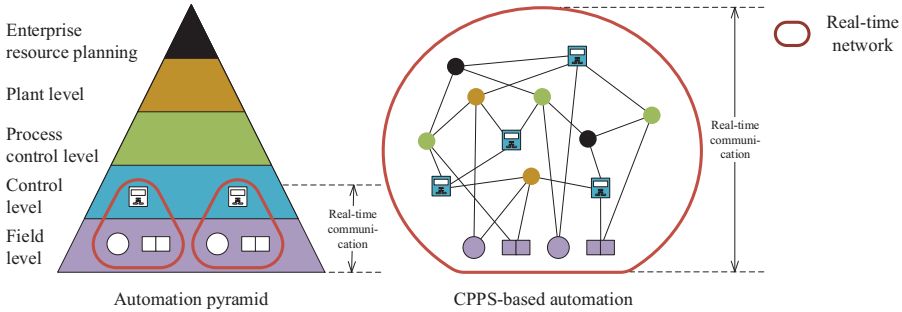 Enterprise
resource planning
Plant level
Process
control level
Control
level
Field
level
Real-time
communi-
cation
Automation pyramid
Real-time
communi-
cation
CPPS-based automation
Real-time
network